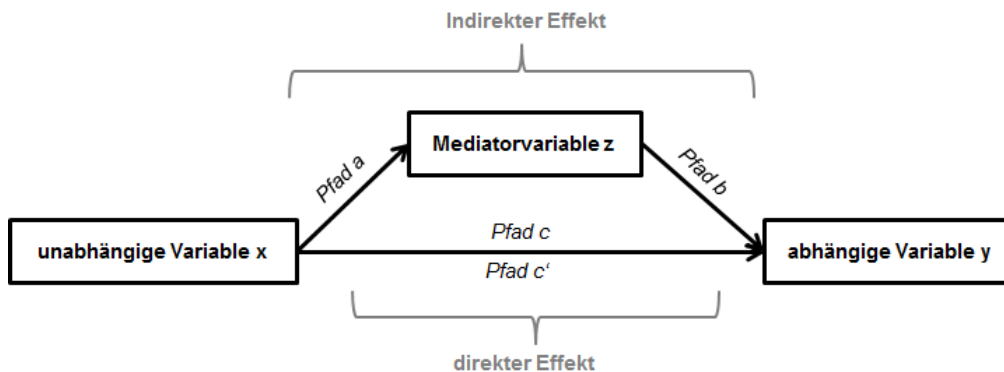 Indirekter Effekt
Mediatorvariable z
Pfad a
Pfad b
unabhängige Variable x
Pfad c
Pfad c‘
abhängige Variable y
direkter Effekt